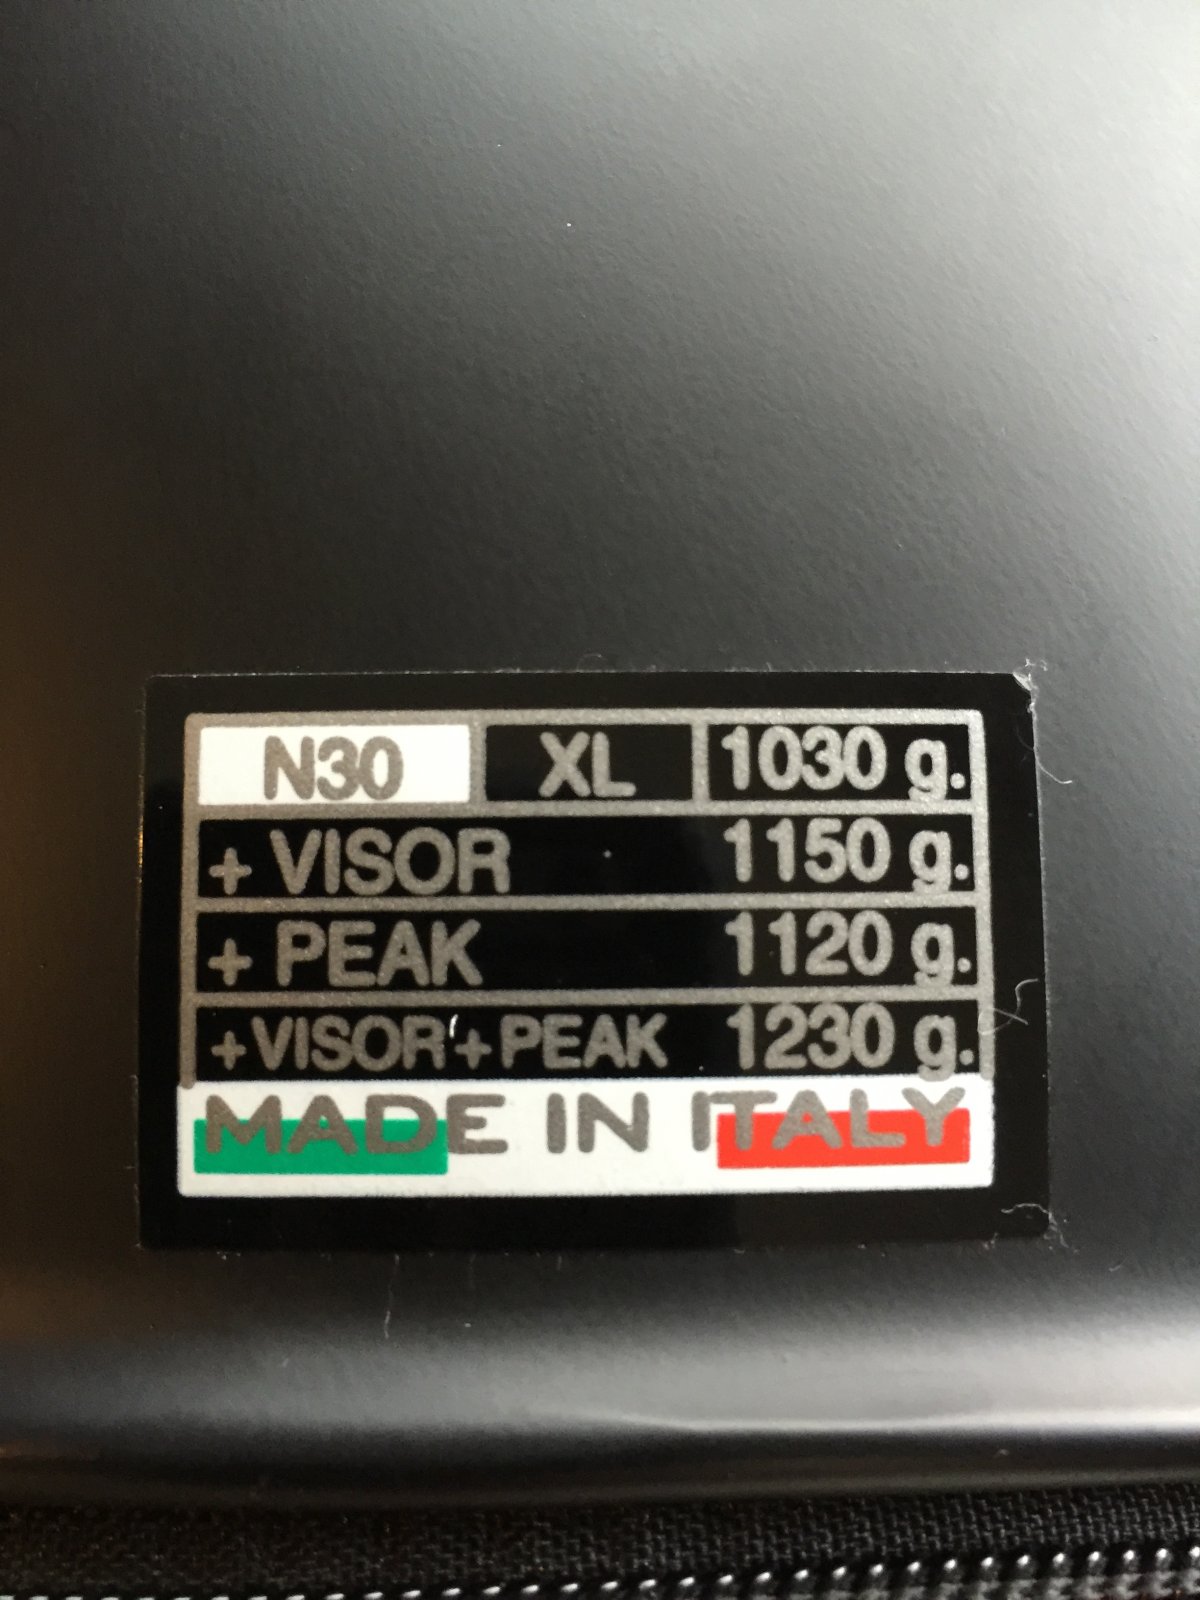 N30 XL 1030 g.
+ VISOR 1150 g.
+ PEAK 1120 g.
+VISOR+PEAK 1230 g.
MADE IN ITALY